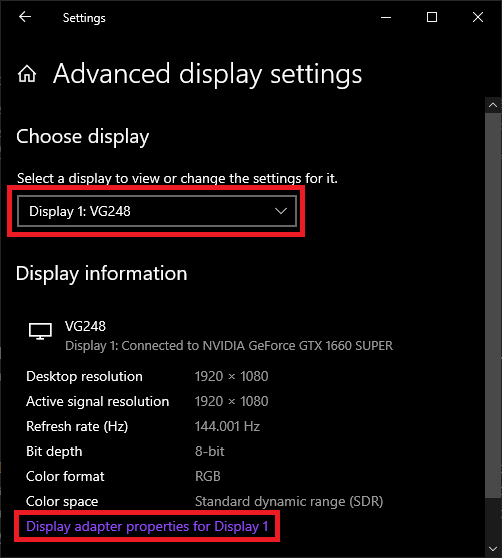 Settings
Advanced display settings
Choose display
Select a display to view or change the settings for it.
Display 1: VG248
Display information
VG248
Display 1: Connected to NVIDIA GeForce GTX 1660 SUPER
Desktop resolution 1920 × 1080
Active signal resolution 1920 × 1080
Refresh rate (Hz) 144.001 Hz
Bit depth 8-bit
Color format RGB
Color space Standard dynamic range (SDR)
Display adapter properties for Display 1